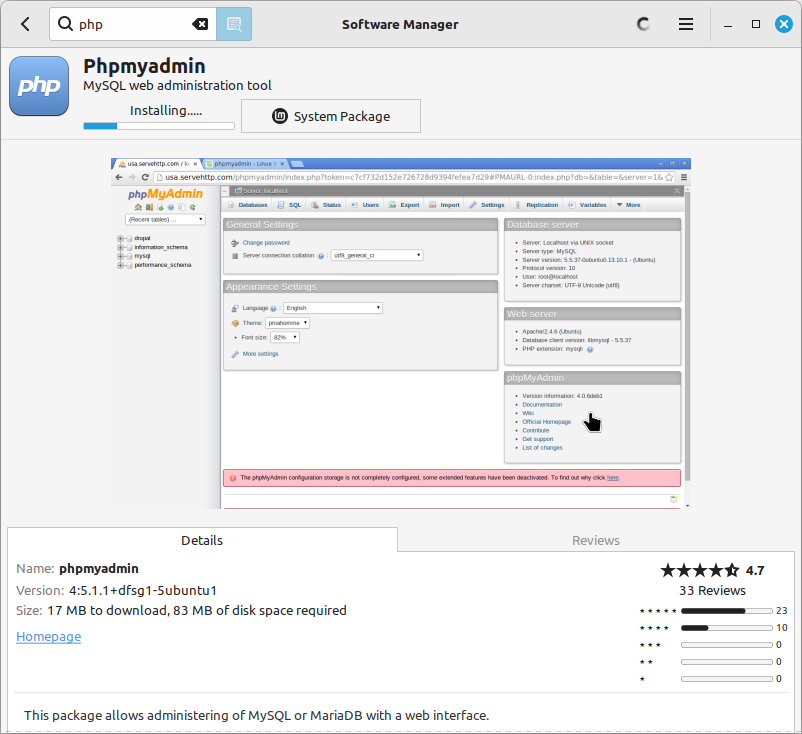 php
Software Manager
php
Phpmyadmin
MySQL web administration tool
Installing.....
System Package
usa.servehttp.com / lo
phpmyadmin - Linux
usa.servehttp.com/phpmyadmin/index.php?token=c7cf732d152e726728d9394fefea7d29#PMAURL-0:index.php?db=&table=&server=1&
phpMyAdmin
Server: localhost
Databases SQL Status Users Export Import Settings Replication Variables More
(Recent tables) ...
drupal
information_schema
mysql
performance_schema
General Settings
Change password
Server connection collation : utf8_general_ci
Appearance Settings
Language : English
Theme: pmahomme
Font size: 82%
More settings
Database server
Server: Localhost via UNIX socket
Server type: MySQL
Server version: 5.5.37-0ubuntu0.13.10.1 - (Ubuntu)
Protocol version: 10
User: root@localhost
Server charset: UTF-8 Unicode (utf8)
Web server
Apache/2.4.6 (Ubuntu)
Database client version: libmysql - 5.5.37
PHP extension: mysqli
phpMyAdmin
Version information: 4.0.6deb1
Documentation
Wiki
Official Homepage
Contribute
Get support
List of changes
The phpMyAdmin configuration storage is not completely configured, some extended features have been deactivated. To find out why click here.
Details
Reviews
Name: phpmyadmin
Version: 4:5.1.1+dfsg1-5ubuntu1
Size: 17 MB to download, 83 MB of disk space required
Homepage
4.7
33 Reviews
23
10
0
0
0
This package allows administering of MySQL or MariaDB with a web interface.